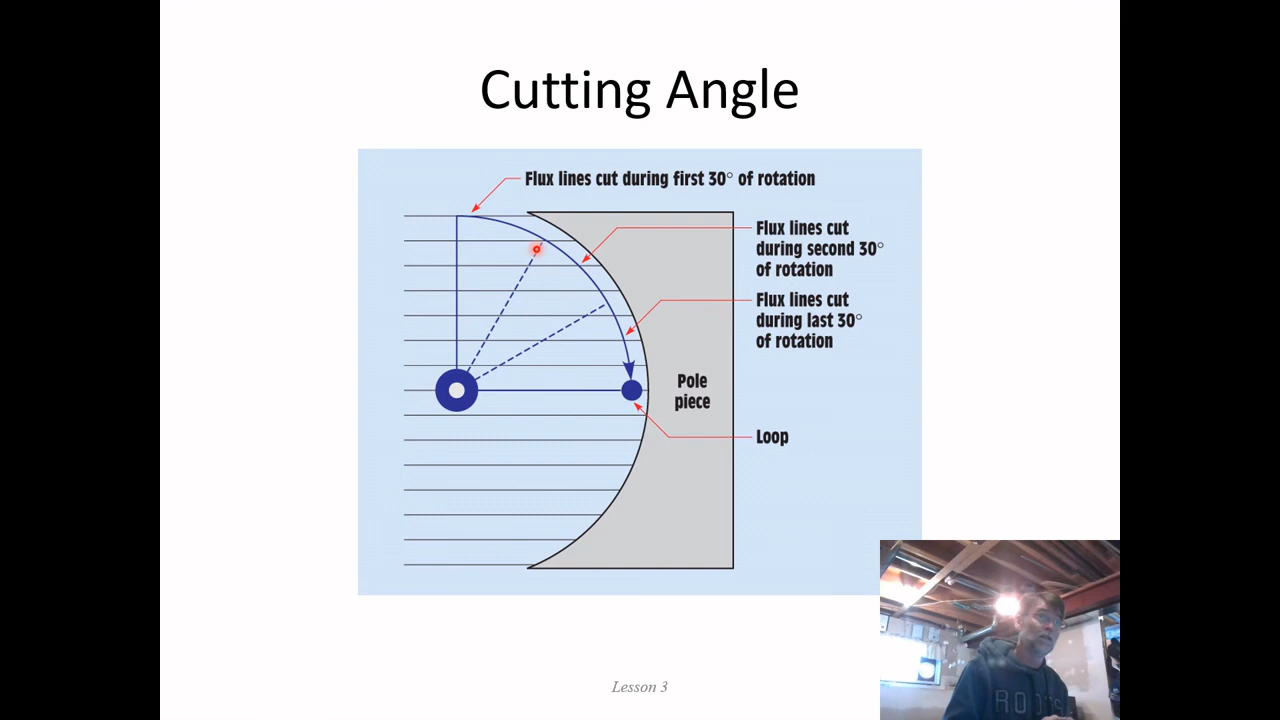 Cutting Angle
Flux lines cut during first 30° of rotation
Flux lines cut
during second 30°
of rotation
Flux lines cut
during last 30°
of rotation
Pole
piece
Loop
Lesson 3